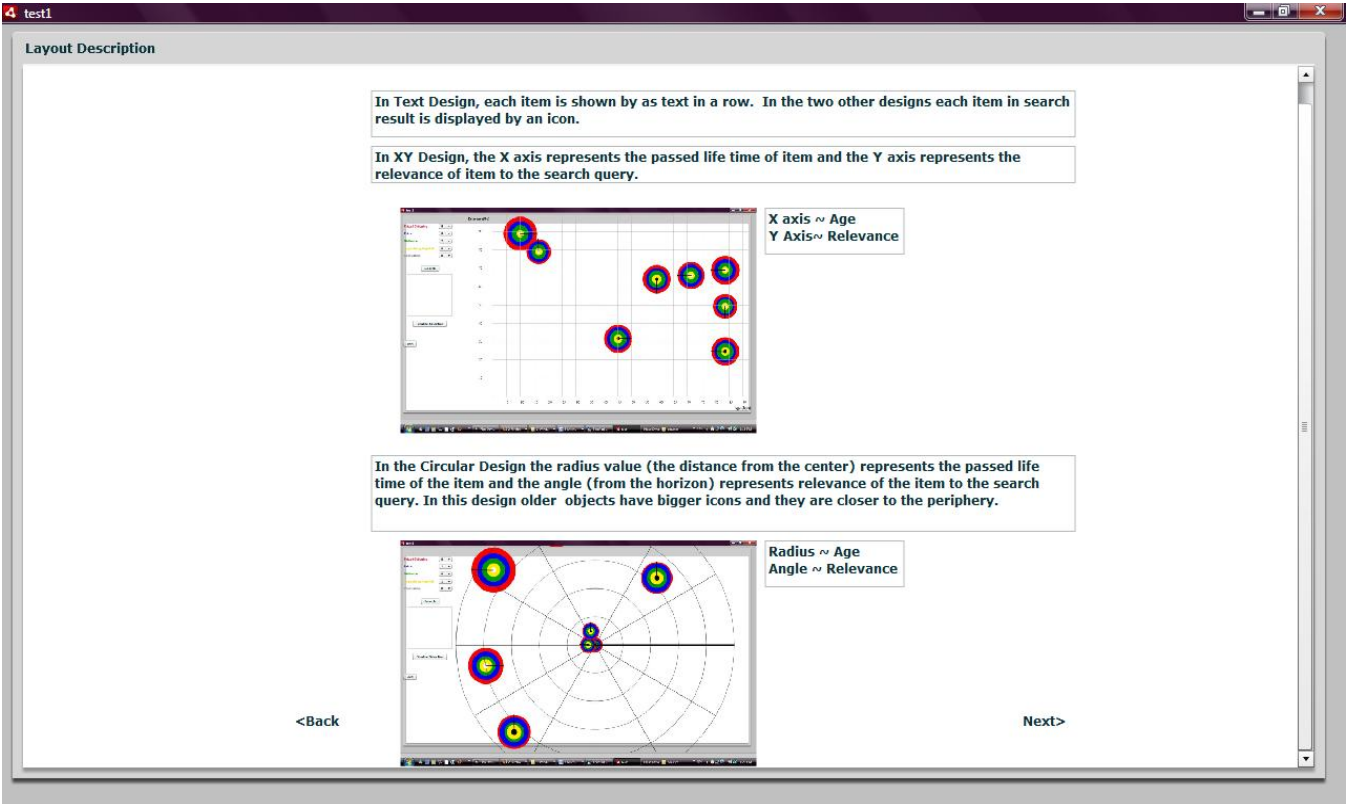 test1
Layout Description
In Text Design, each item is shown by as text in a row.  In the two other designs each item in search
result is displayed by an icon.
In XY Design, the X axis represents the passed life time of item and the Y axis represents the
relevance of item to the search query.
X axis ~ Age
Y Axis~ Relevance
In the Circular Design the radius value (the distance from the center) represents the passed life
time of the item and the angle (from the horizon) represents relevance of the item to the search
query. In this design older  objects have bigger icons and they are closer to the periphery.
Radius ~ Age
Angle ~ Relevance
<Back
Next>